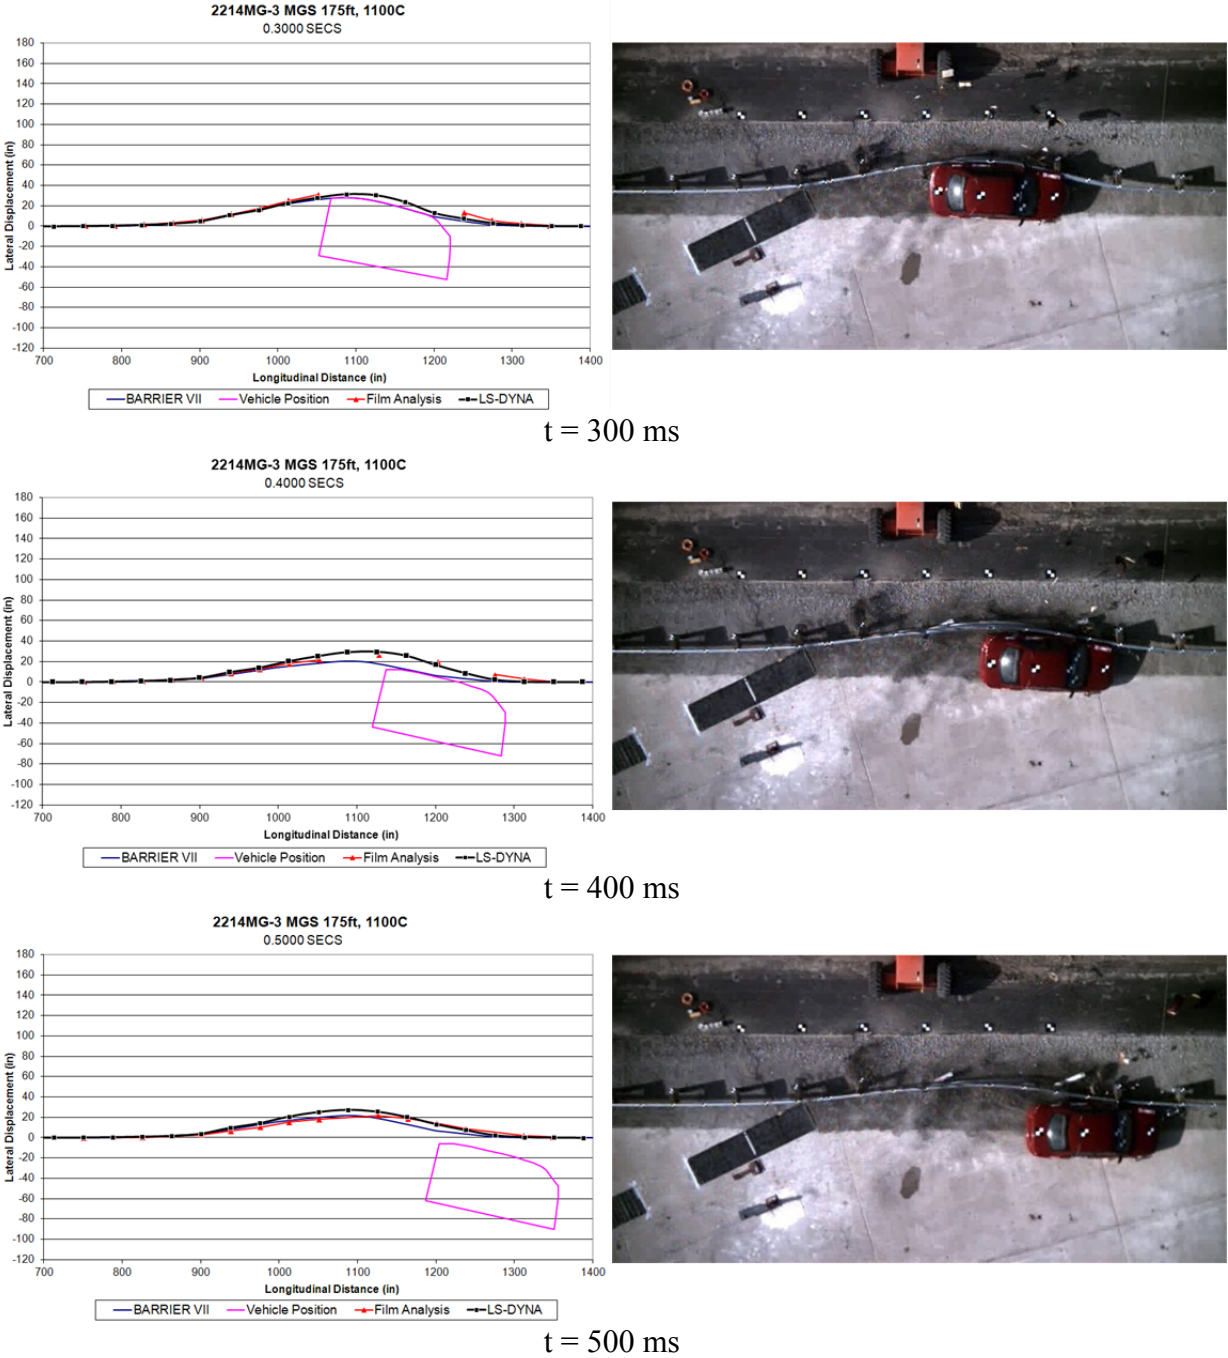 2214MG-3 MGS 175ft, 1100C
0.3000 SECS
180
160
140
120
100
80
60
40
20
0
-20
-40
-60
-80
-100
-120
Lateral Displacement (in)
700 800 900 1000 1100 1200 1300 1400
Longitudinal Distance (in)
BARRIER VII Vehicle Position Film Analysis LS-DYNA
t = 300 ms
2214MG-3 MGS 175ft, 1100C
0.4000 SECS
180
160
140
120
100
80
60
40
20
0
-20
-40
-60
-80
-100
-120
Lateral Displacement (in)
700 800 900 1000 1100 1200 1300 1400
Longitudinal Distance (in)
BARRIER VII Vehicle Position Film Analysis LS-DYNA
t = 400 ms
2214MG-3 MGS 175ft, 1100C
0.5000 SECS
180
160
140
120
100
80
60
40
20
0
-20
-40
-60
-80
-100
-120
Lateral Displacement (in)
700 800 900 1000 1100 1200 1300 1400
Longitudinal Distance (in)
BARRIER VII Vehicle Position Film Analysis LS-DYNA
t = 500 ms